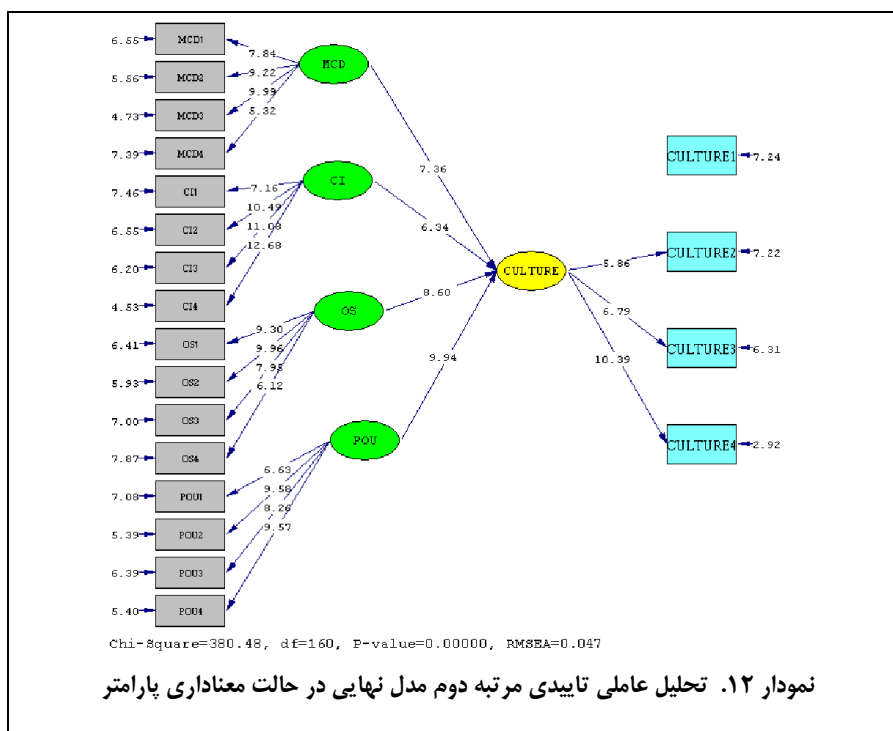 6.55 MCD1
7.84
MCD
9.22
5.56 MCD2
9.99
4.73 MCD3
5.32
7.39 MCD4
7.36
CULTURE1 7.24
7.46 CI1
7.16
CI
10.49
6.55 CI2
11.03
6.34
6.20 CI3
12.68
CULTURE
5.86
CULTURE2 7.22
4.53 CI4
OS
8.60
6.79
6.41 OS1
9.30
9.96
CULTURE3 6.31
5.93 OS2
7.95
9.94
10.39
7.00 OS3
6.12
7.87 OS4
POU
CULTURE4 2.92
7.08 POU1
6.63
9.58
5.39 POU2
8.26
6.39 POU3
9.57
5.40 POU4
Chi-Square=380.48, df=160, P-value=0.00000, RMSEA=0.047
نمودار ۱۲. تحلیل عاملی تاییدی مرتبه دوم مدل نهایی در حالت معناداری پارامتر